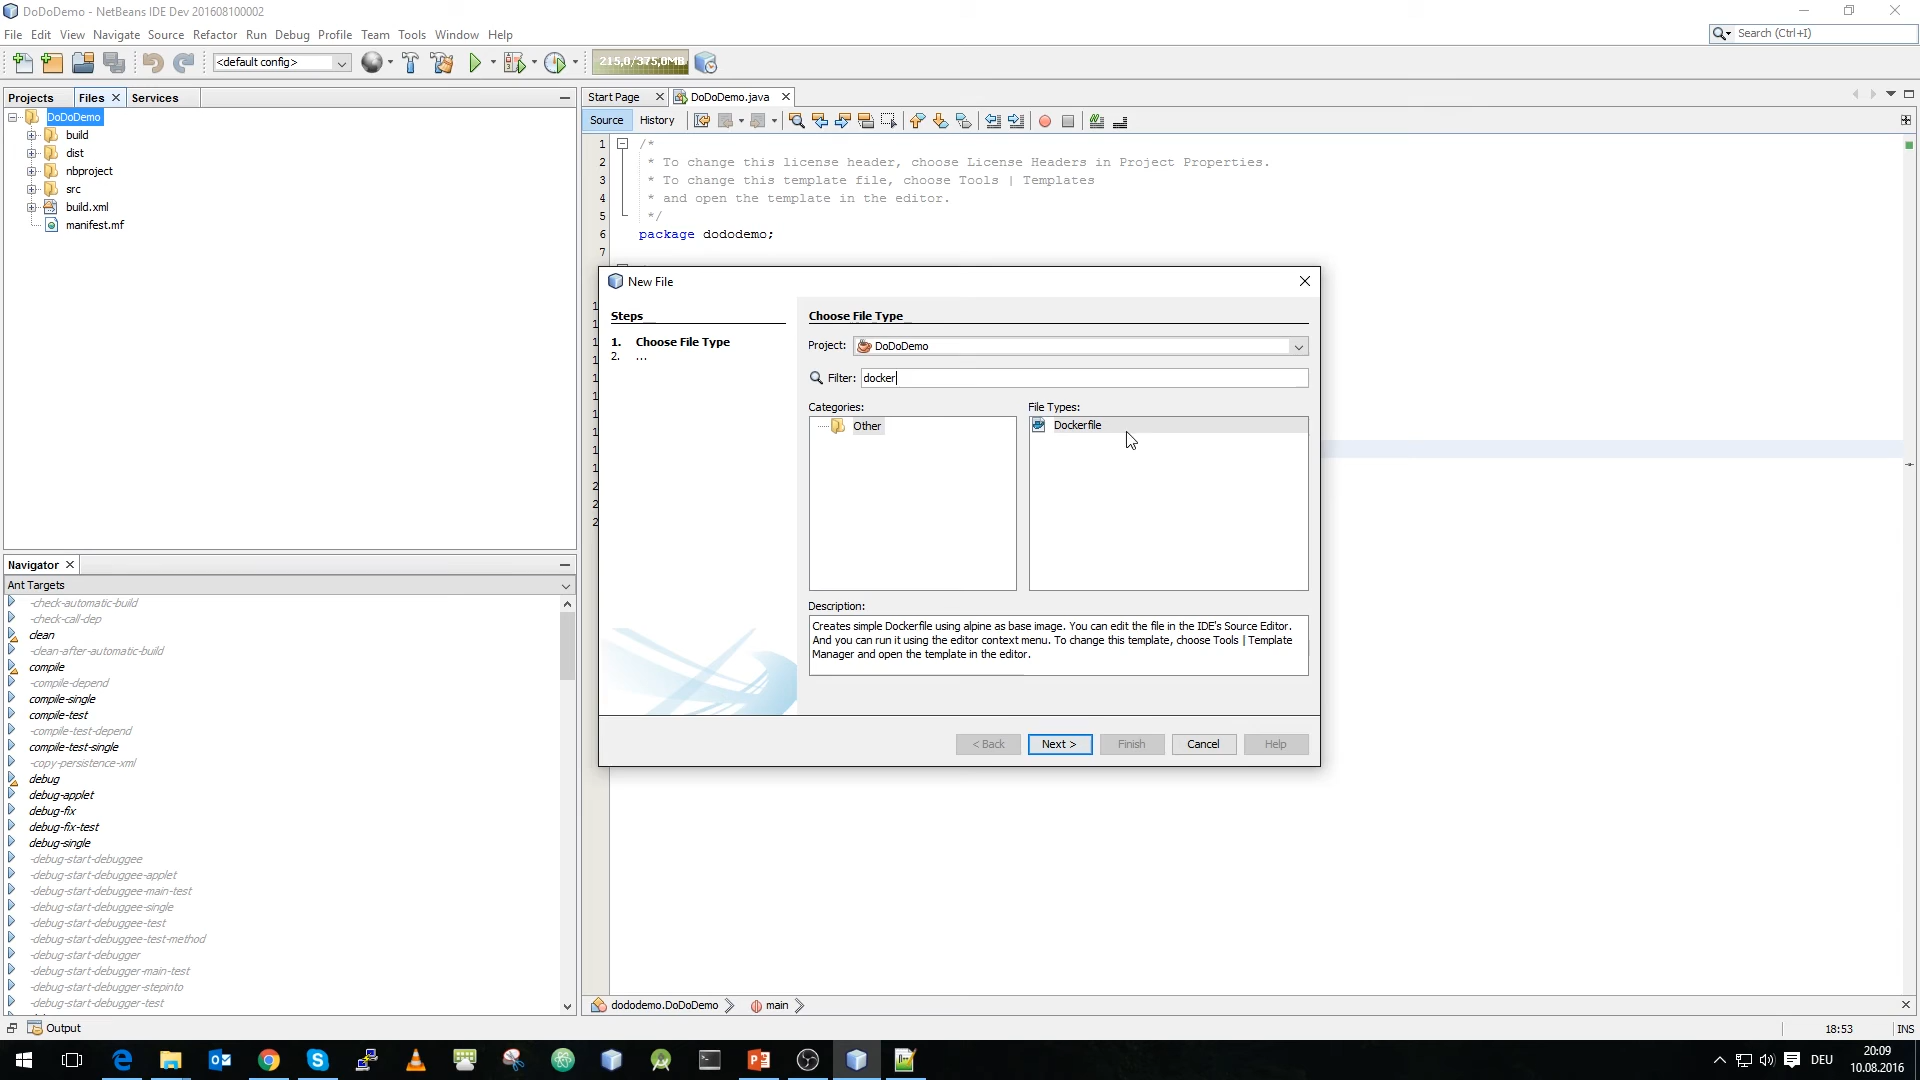 DoDoDemo - NetBeans IDE Dev 201608100002
File Edit View Navigate Source Refactor Run Debug Profile Team Tools Window Help
Search (Ctrl+I)
<default config>
215,0/375,0MB
Projects Files Services
DoDoDemo
build
dist
nbproject
src
build.xml
manifest.mf
Start Page DoDoDemo.java
Source History
1 /*
2 * To change this license header, choose License Headers in Project Properties.
3 * To change this template file, choose Tools | Templates
4 * and open the template in the editor.
5 */
6 package dododemo;
7
New File
Steps
1. Choose File Type
2. ...
Choose File Type
Project: DoDoDemo
Filter: docker
Categories:
Other
File Types:
Dockerfile
Description:
Creates simple Dockerfile using alpine as base image. You can edit the file in the IDE's Source Editor.
And you can run it using the editor context menu. To change this template, choose Tools | Template
Manager and open the template in the editor.
< Back Next > Finish Cancel Help
Navigator
Ant Targets
-check-automatic-build
-check-call-dep
clean
-clean-after-automatic-build
compile
-compile-depend
compile-single
compile-test
-compile-test-depend
compile-test-single
-copy-persistence-xml
debug
debug-applet
debug-fix
debug-fix-test
debug-single
-debug-start-debuggee
-debug-start-debuggee-applet
-debug-start-debuggee-main-test
-debug-start-debuggee-single
-debug-start-debuggee-test
-debug-start-debuggee-test-method
-debug-start-debugger
-debug-start-debugger-main-test
-debug-start-debugger-stepinto
-debug-start-debugger-test
dododemo.DoDoDemo main
Output
18:53 INS
DEU
20:09
10.08.2016